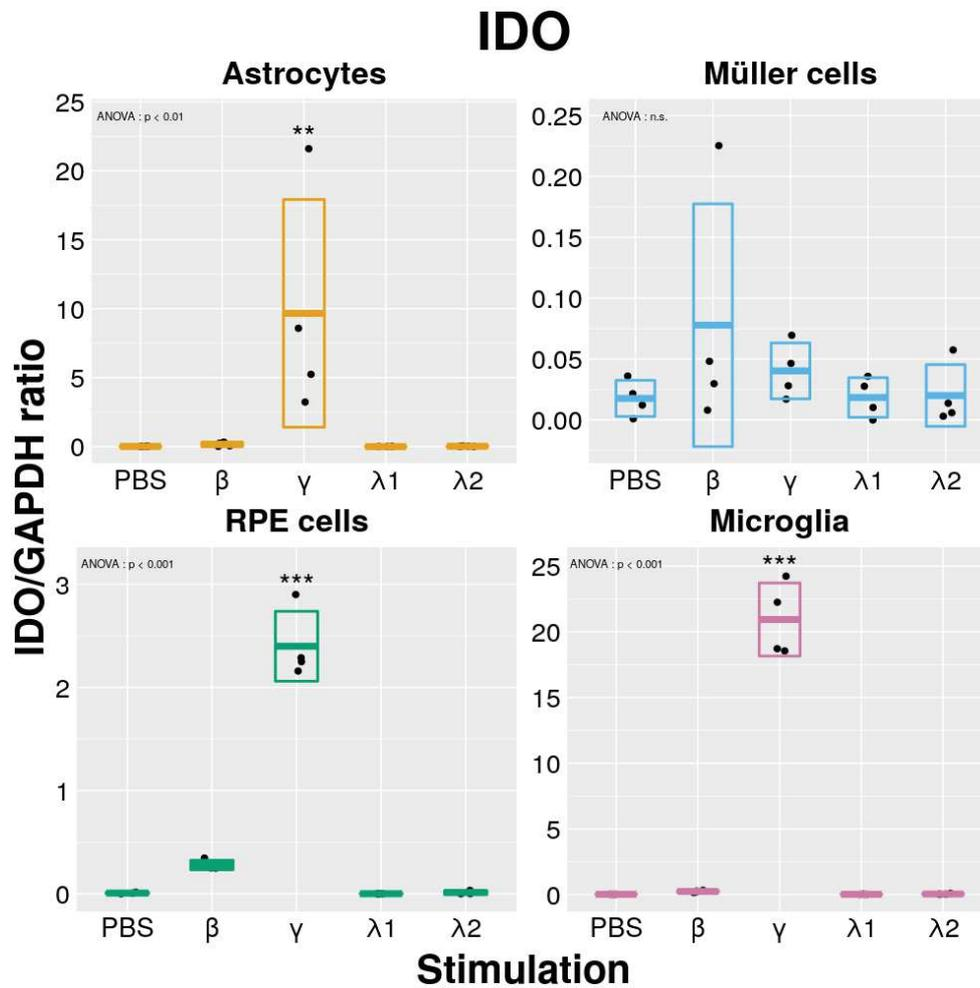 IDO
Astrocytes
Müller cells
IDO/GAPDH ratio
ANOVA : p < 0.01
**
25
20
15
10
5
0
PBS β γ λ1 λ2
ANOVA : n.s.
0.25
0.20
0.15
0.10
0.05
0.00
PBS β γ λ1 λ2
RPE cells
Microglia
ANOVA : p < 0.001
***
3
2
1
0
PBS β γ λ1 λ2
ANOVA : p < 0.001
***
25
20
15
10
5
0
PBS β γ λ1 λ2
Stimulation